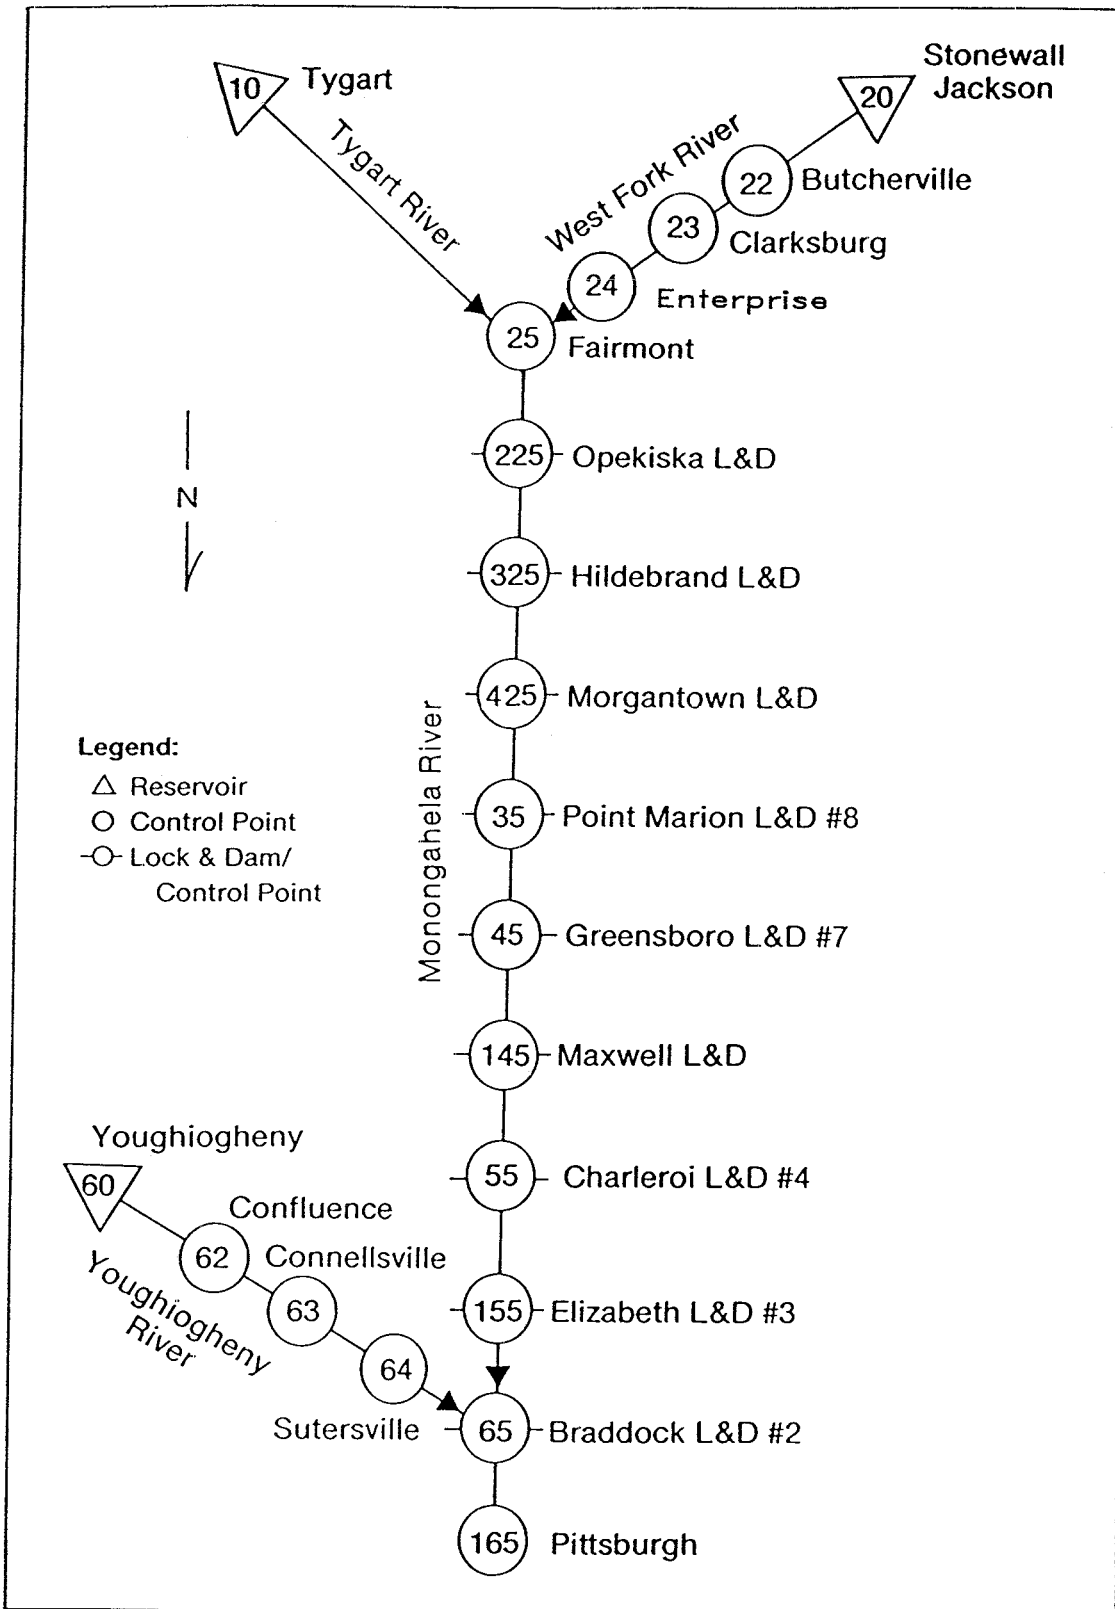 10
Tygart
Tygart River
Stonewall
Jackson
20
West Fork River
22
Butcherville
23
Clarksburg
24
Enterprise
25
Fairmont
225
Opekiska L&D
N
325
Hildebrand L&D
425
Morgantown L&D
Monongahela River
Legend:
Reservoir
Control Point
Lock & Dam/
Control Point
35
Point Marion L&D #8
45
Greensboro L&D #7
145
Maxwell L&D
55
Charleroi L&D #4
Youghiogheny
60
Confluence
62
Connellsville
63
Youghiogheny
River
64
Sutersville
155
Elizabeth L&D #3
65
Braddock L&D #2
165
Pittsburgh